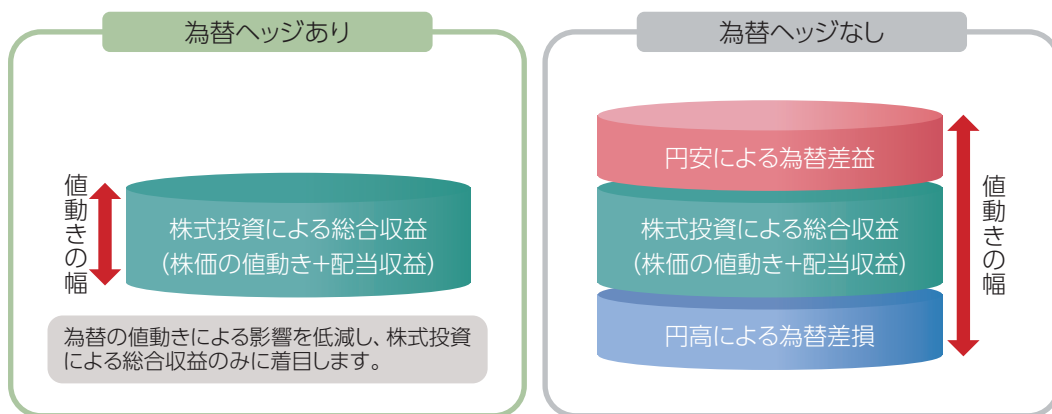 為替ヘッジあり
値動きの幅
株式投資による総合収益
(株価の値動き+配当収益)
為替の値動きによる影響を低減し、株式投資
による総合収益のみに着目します。
為替ヘッジなし
円安による為替差益
株式投資による総合収益
(株価の値動き+配当収益)
円高による為替差損
値動きの幅